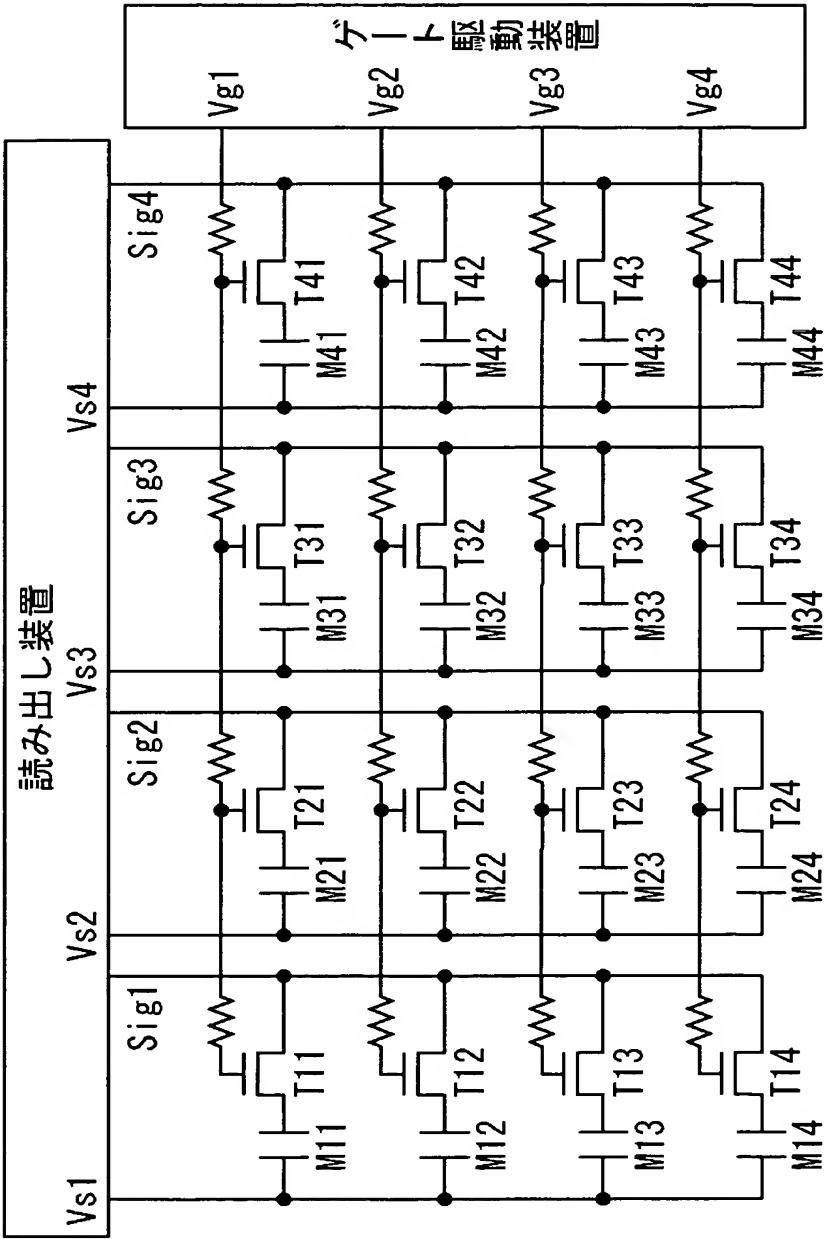 読み出し装置
Vs1 Vs2 Vs3 Vs4
Sig1 Sig2 Sig3 Sig4
ゲート駆動装置
Vg1
T11 T21 T31 T41
M11 M21 M31 M41
Vg2
T12 T22 T32 T42
M12 M22 M32 M42
Vg3
T13 T23 T33 T43
M13 M23 M33 M43
Vg4
T14 T24 T34 T44
M14 M24 M34 M44